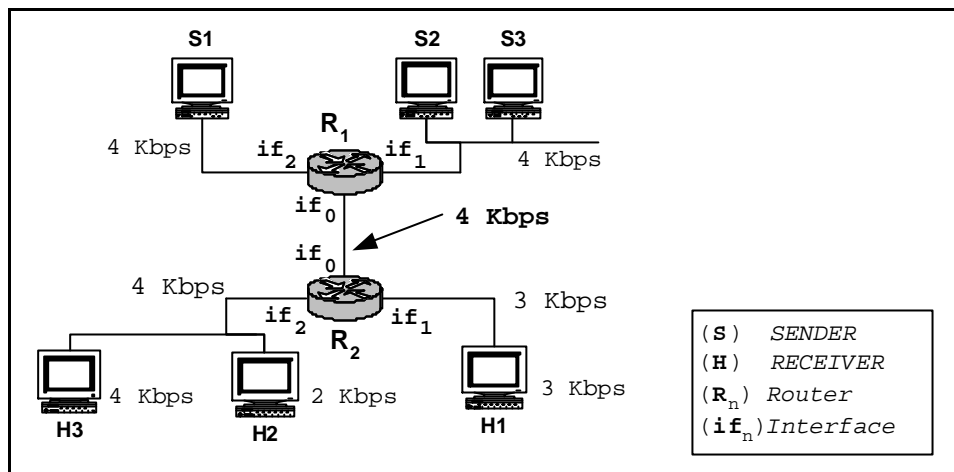 S1
S2 S3
R1
4 Kbps if2 if1 4 Kbps
if0
4 Kbps
if0
4 Kbps 3 Kbps
if2 if1
R2
4 Kbps 2 Kbps 3 Kbps
H3 H2 H1
(S) SENDER
(H) RECEIVER
(Rn) Router
(ifn)Interface